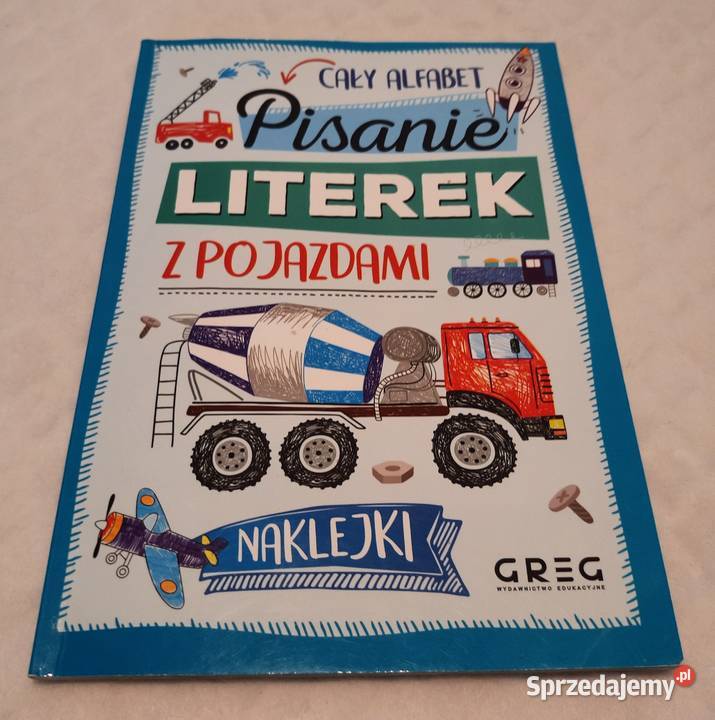 CAŁY ALFABET
Pisanie
LITEREK
Z POJAZDAMI
NAKLEJKI
GREG
WYDAWNICTWO EDUKACYJNE
Sprzedajemy.pl